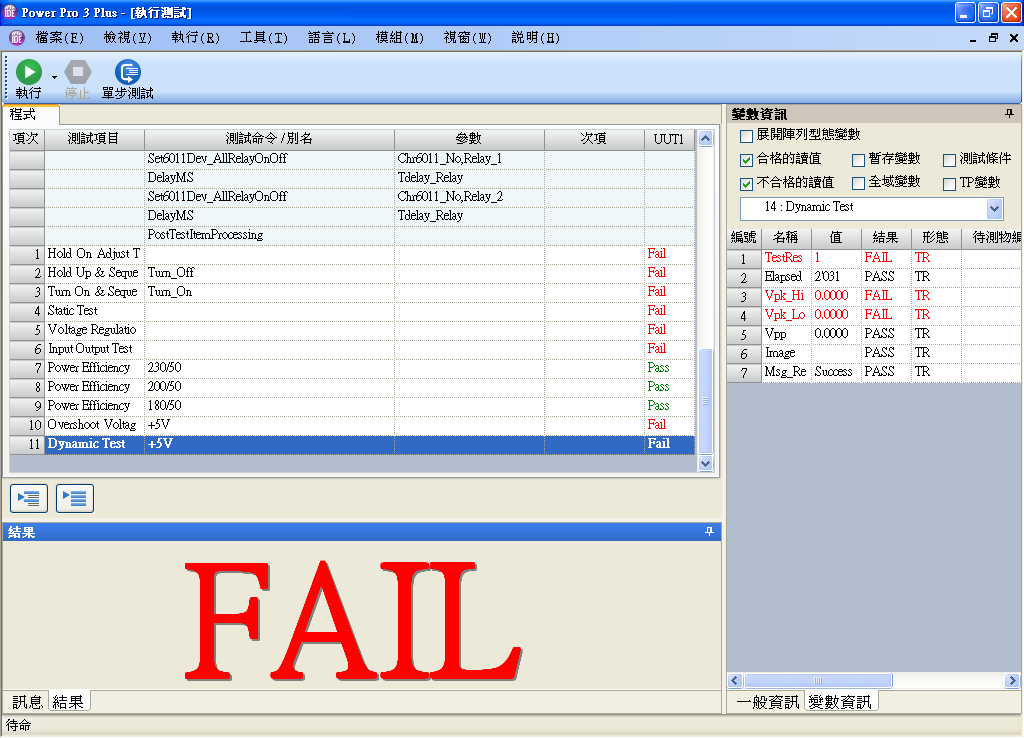 Power Pro 3 Plus - [執行測試]
檔案(F) 檢視(V) 執行(R) 工具(T) 語言(L) 模組(M) 視窗(W) 說明(H)
執行 停止 單步測試
程式
項次 測試項目 測試命令 / 別名 參數 次項 UUT1
Set6011Dev_AllRelayOnOff Chr6011_No,Relay_1
DelayMS Tdelay_Relay
Set6011Dev_AllRelayOnOff Chr6011_No,Relay_2
DelayMS Tdelay_Relay
PostTestItemProcessing
1 Hold On Adjust T Fail
2 Hold Up & Seque Turn_Off Fail
3 Turn On & Seque Turn_On Fail
4 Static Test Fail
5 Voltage Regulatio Fail
6 Input Output Test Fail
7 Power Efficiency 230/50 Pass
8 Power Efficiency 200/50 Pass
9 Power Efficiency 180/50 Pass
10 Overshoot Voltag +5V Fail
11 Dynamic Test +5V Fail
結果
FAIL
訊息 結果
待命
變數資訊
展開陣列型態變數
合格的讀值 暫存變數 測試條件
不合格的讀值 全域變數 TP變數
14 : Dynamic Test
編號 名稱 值 結果 形態 待測物編
1 TestRes 1 FAIL TR
2 Elapsed 2'031 PASS TR
3 Vpk_Hi 0.0000 FAIL TR
4 Vpk_Lo 0.0000 FAIL TR
5 Vpp 0.0000 PASS TR
6 Image PASS TR
7 Msg_Re Success PASS TR
一般資訊 變數資訊